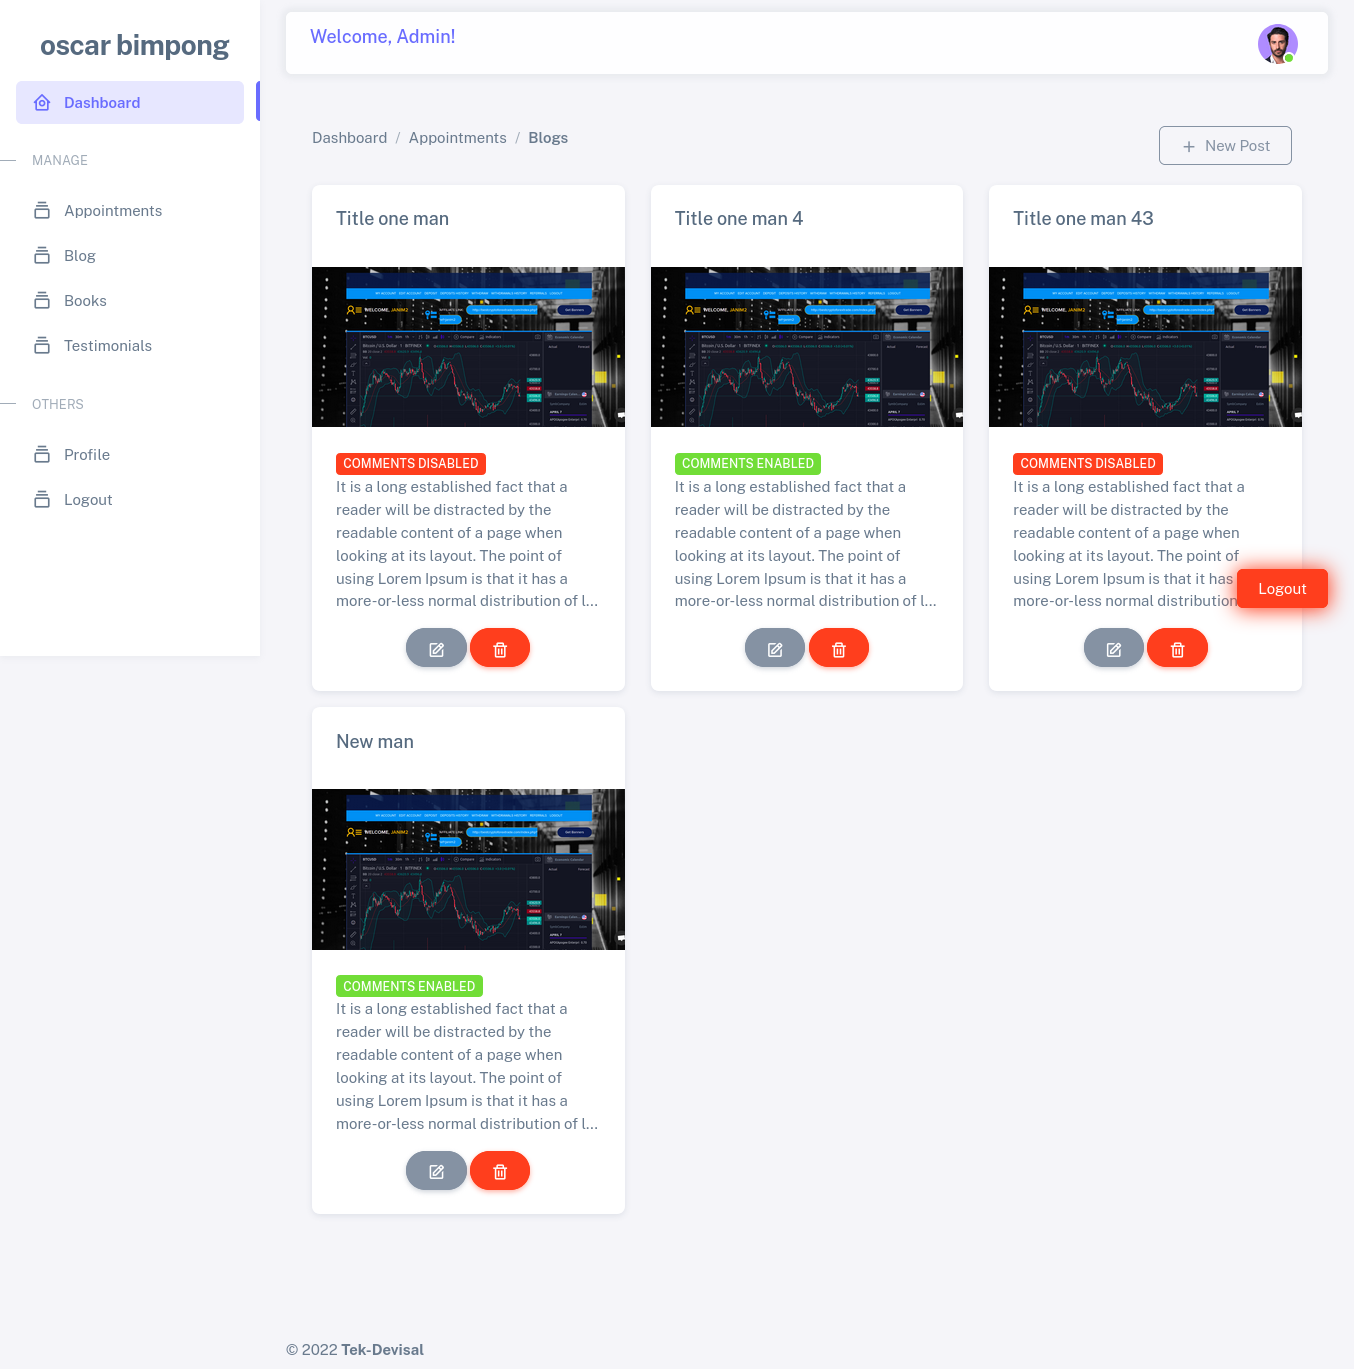 oscar bimpong
Dashboard
MANAGE
Appointments
Blog
Books
Testimonials
OTHERS
Profile
Logout
Welcome, Admin!
Dashboard / Appointments / Blogs
New Post
Title one man
WELCOME, JANIM2
COMMENTS DISABLED
It is a long established fact that a
reader will be distracted by the
readable content of a page when
looking at its layout. The point of
using Lorem Ipsum is that it has a
more-or-less normal distribution of l...
Title one man 4
WELCOME, JANIM2
COMMENTS ENABLED
It is a long established fact that a
reader will be distracted by the
readable content of a page when
looking at its layout. The point of
using Lorem Ipsum is that it has a
more-or-less normal distribution of l...
Title one man 43
WELCOME, JANIM2
COMMENTS DISABLED
It is a long established fact that a
reader will be distracted by the
readable content of a page when
looking at its layout. The point of
using Lorem Ipsum is that it has
more-or-less normal distribution
Logout
New man
WELCOME, JANIM2
COMMENTS ENABLED
It is a long established fact that a
reader will be distracted by the
readable content of a page when
looking at its layout. The point of
using Lorem Ipsum is that it has a
more-or-less normal distribution of l...
© 2022 Tek-Devisal